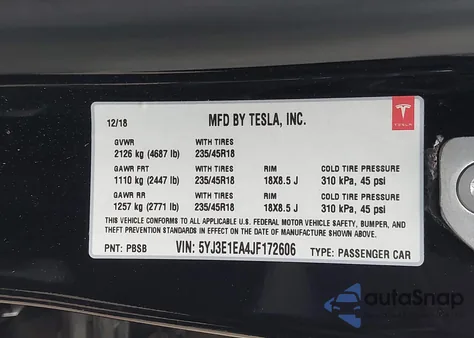 12/18 MFD BY TESLA, INC. TESLA
GVWR WITH TIRES
2126 kg (4687 lb) 235/45R18
GAWR FRT WITH TIRES RIM COLD TIRE PRESSURE
1110 kg (2447 lb) 235/45R18 18X8.5 J 310 kPa, 45 psi
GAWR RR WITH TIRES RIM COLD TIRE PRESSURE
1257 kg (2771 lb) 235/45R18 18X8.5 J 310 kPa, 45 psi
THIS VEHICLE CONFORMS TO ALL APPLICABLE U.S. FEDERAL MOTOR VEHICLE SAFETY, BUMPER, AND
THEFT PREVENTION STANDARDS IN EFFECT ON THE DATE OF MANUFACTURE SHOWN ABOVE.
PNT: PBSB VIN: 5YJ3E1EA4JF172606 TYPE: PASSENGER CAR
autoSnap